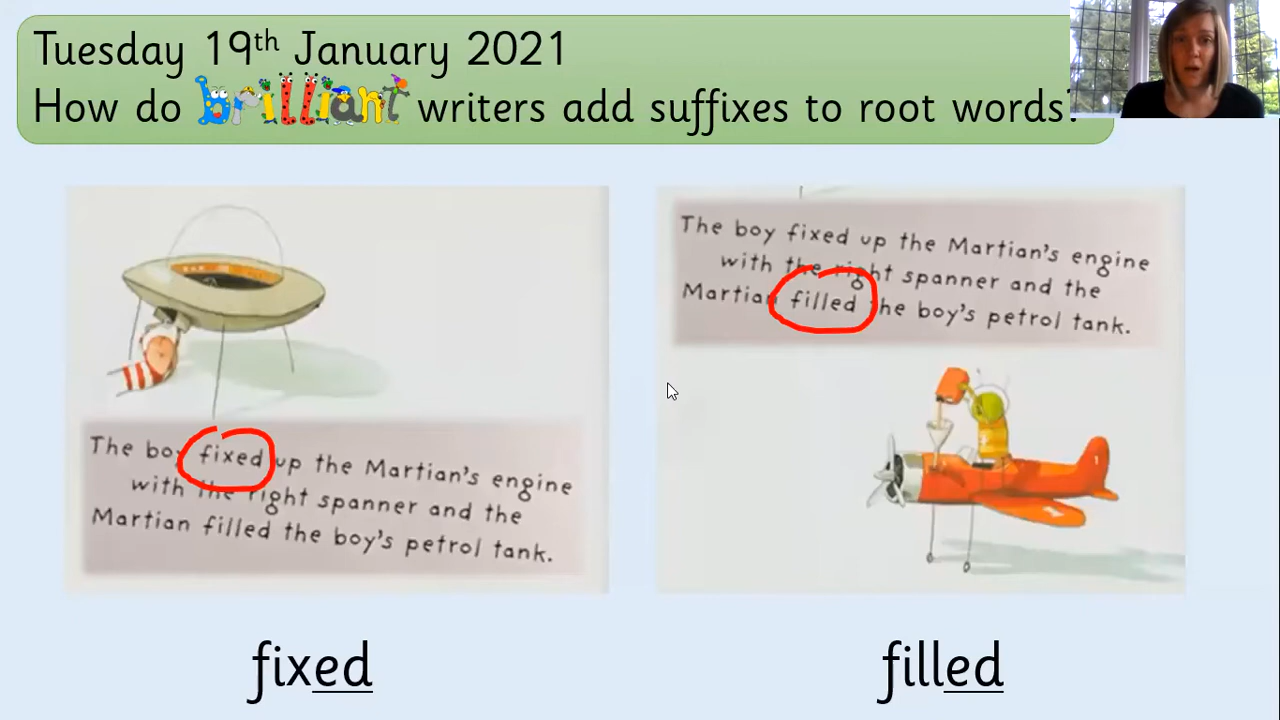 Tuesday 19th January 2021
How do brilliant writers add suffixes to root words?
The boy fixed up the Martian's engine
with the right spanner and the
Martian filled the boy's petrol tank.
The boy fixed up the Martian's engine
with the right spanner and the
Martian filled the boy's petrol tank.
fixed
filled